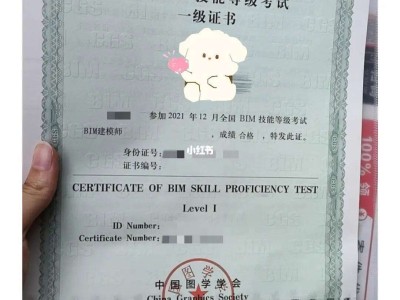 技能等级考试
一级证书
参加 2021 年 12 月全国 BIM 技能等级考试
BIM建模师
，成绩 合格 ，特发此证。
身份证号：
小红书
证书编号：
CERTIFICATE OF BIM SKILL PROFICIENCY TEST
Level I
ID Number:
Certificate Number:
中国图学学会
China Graphics Society
100%